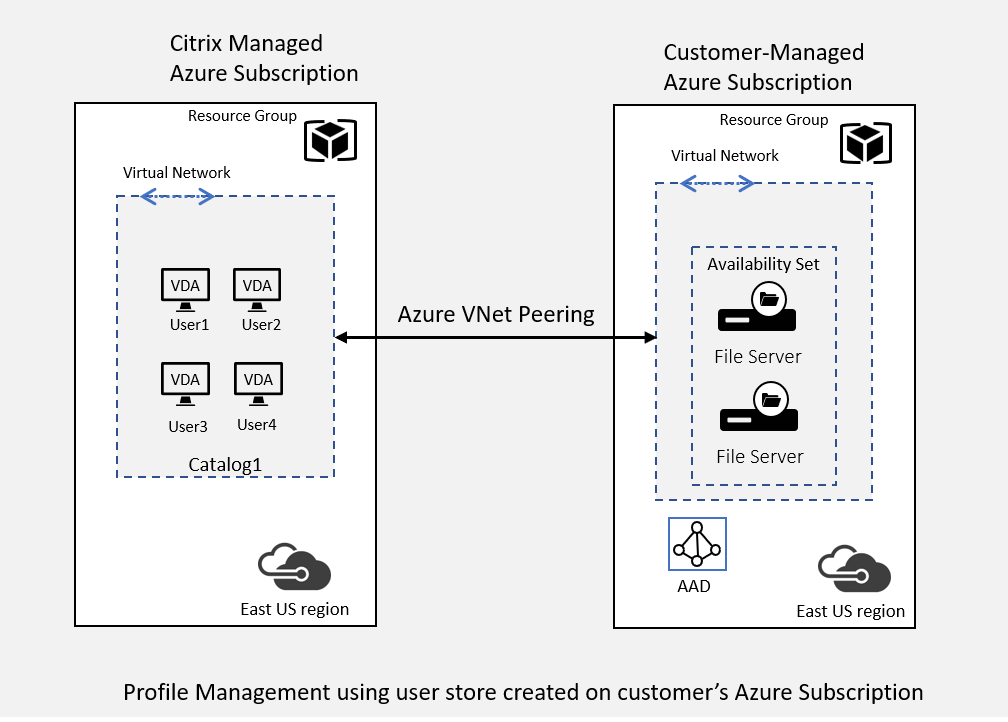 Citrix Managed
Azure Subscription
Resource Group
Virtual Network
VDA
User1
VDA
User2
VDA
User3
VDA
User4
Catalog1
East US region
Azure VNet Peering
Customer-Managed
Azure Subscription
Resource Group
Virtual Network
Availability Set
File Server
File Server
AAD
East US region
Profile Management using user store created on customer’s Azure Subscription